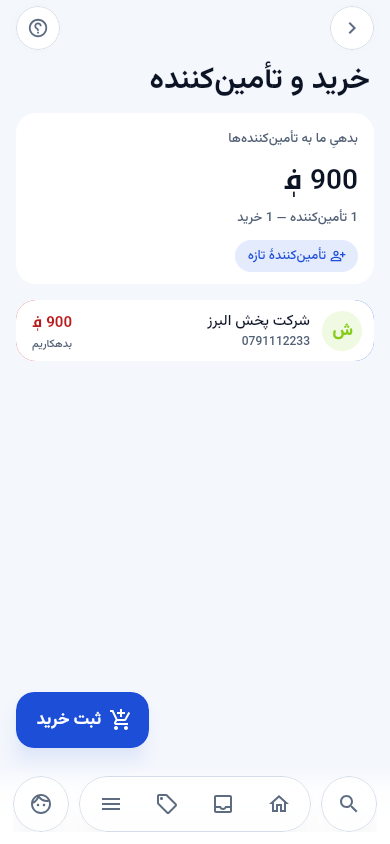 خرید و تأمین‌کننده
بدهیِ ما به تأمین‌کننده‌ها
900 ؋
1 تأمین‌کننده — 1 خرید
تأمین‌کنندهٔ تازه
ش
شرکت پخش البرز
0791112233
900 ؋
بدهکاریم
ثبت خرید